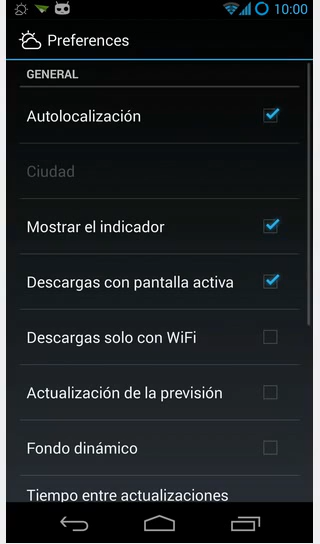 10:00
Preferences
GENERAL
Autolocalización
Ciudad
Mostrar el indicador
Descargas con pantalla activa
Descargas solo con WiFi
Actualización de la previsión
Fondo dinámico
Tiempo entre actualizaciones